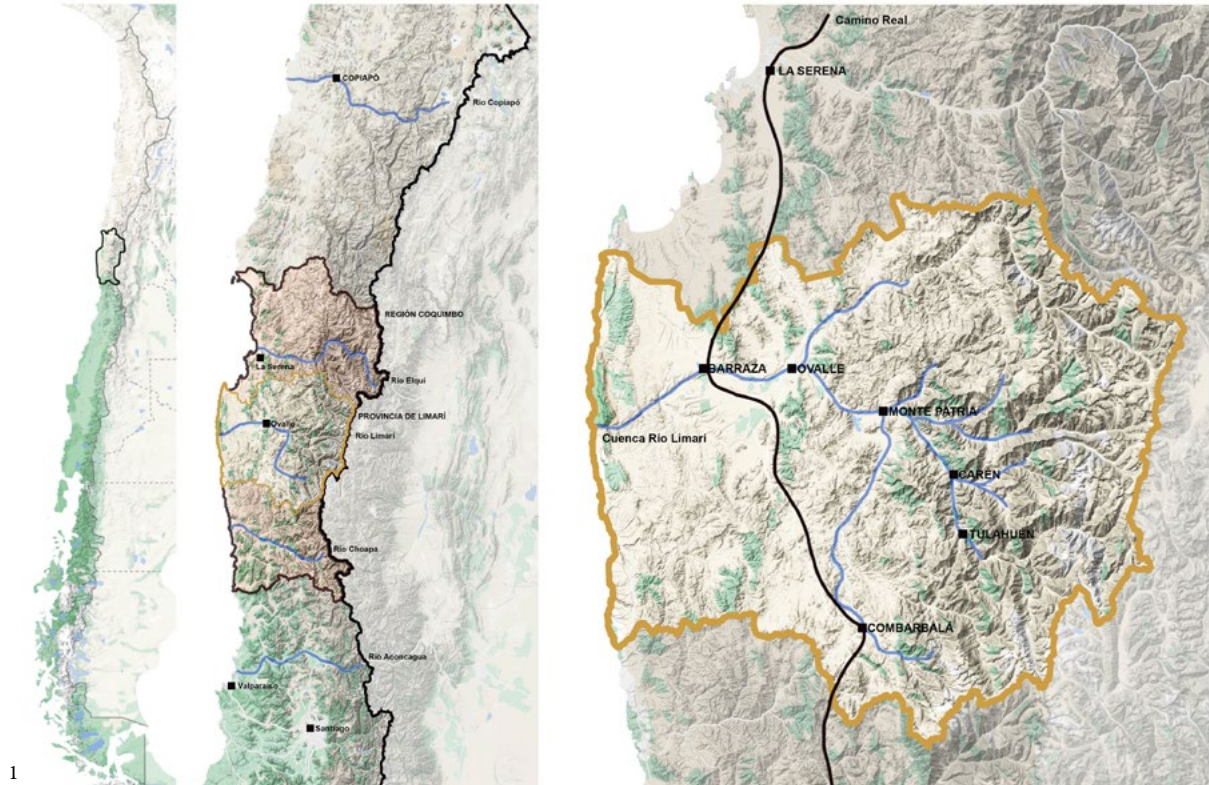 COPIAPÓ
Río Copiapó
REGIÓN COQUIMBO
La Serena
Río Elqui
PROVINCIA DE LIMARÍ
Ovalle
Río Limarí
Río Choapa
Río Aconcagua
Valparaíso
Santiago
Camino Real
LA SERENA
BARRAZA
OVALLE
MONTE PATRIA
Cuenca Río Limarí
CARÉN
TULAHUÉN
COMBARBALÁ
1